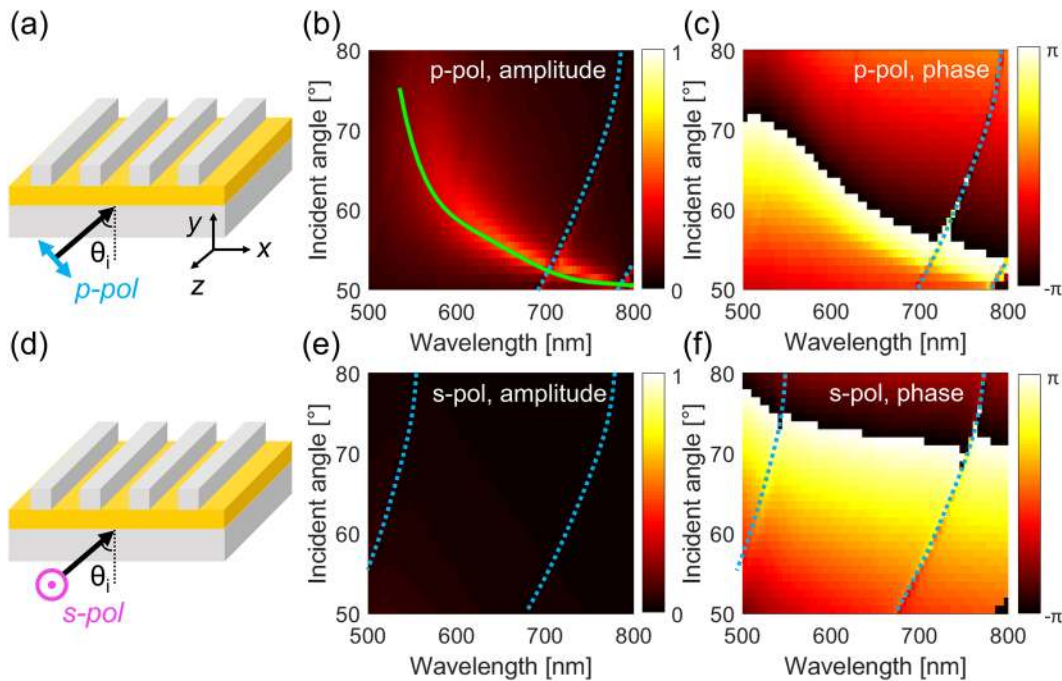 (a)
θi
p-pol
y
x
z
(b)
p-pol, amplitude
Incident angle [°]
80
70
60
50
500 600 700 800
Wavelength [nm]
1
0
(c)
p-pol, phase
Incident angle [°]
80
70
60
50
500 600 700 800
Wavelength [nm]
π
-π
(d)
θi
s-pol
(e)
s-pol, amplitude
Incident angle [°]
80
70
60
50
500 600 700 800
Wavelength [nm]
1
0
(f)
s-pol, phase
Incident angle [°]
80
70
60
50
500 600 700 800
Wavelength [nm]
π
-π